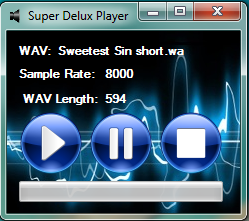 Super Delux Player
WAV: Sweetest Sin short.wa
Sample Rate: 8000
WAV Length: 594